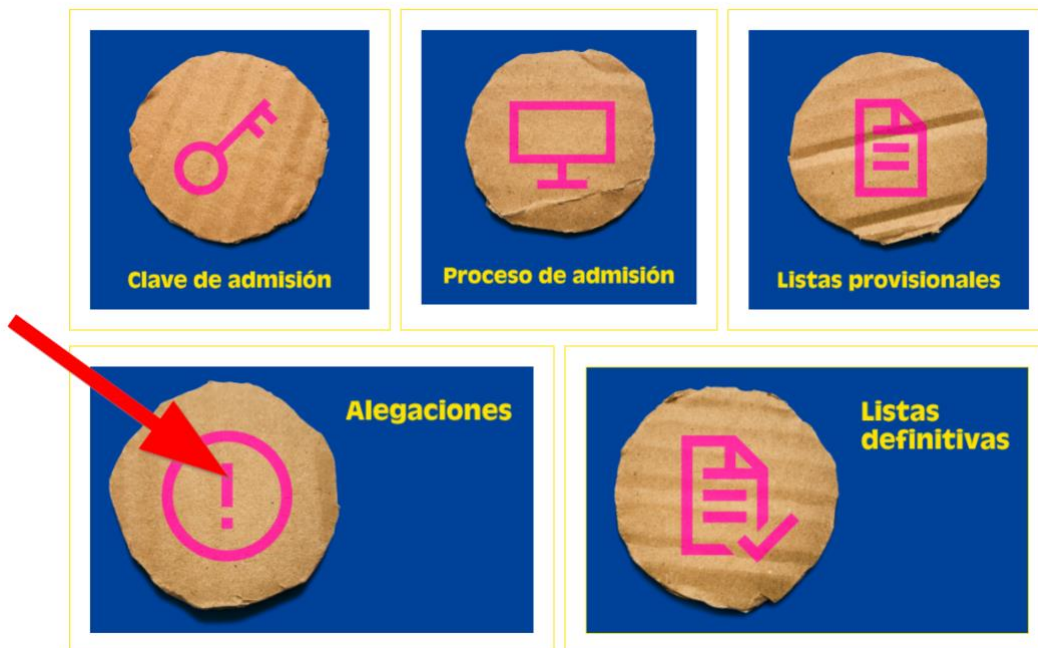 Clave de admisión
Proceso de admisión
Listas provisionales
Alegaciones
Listas
definitivas